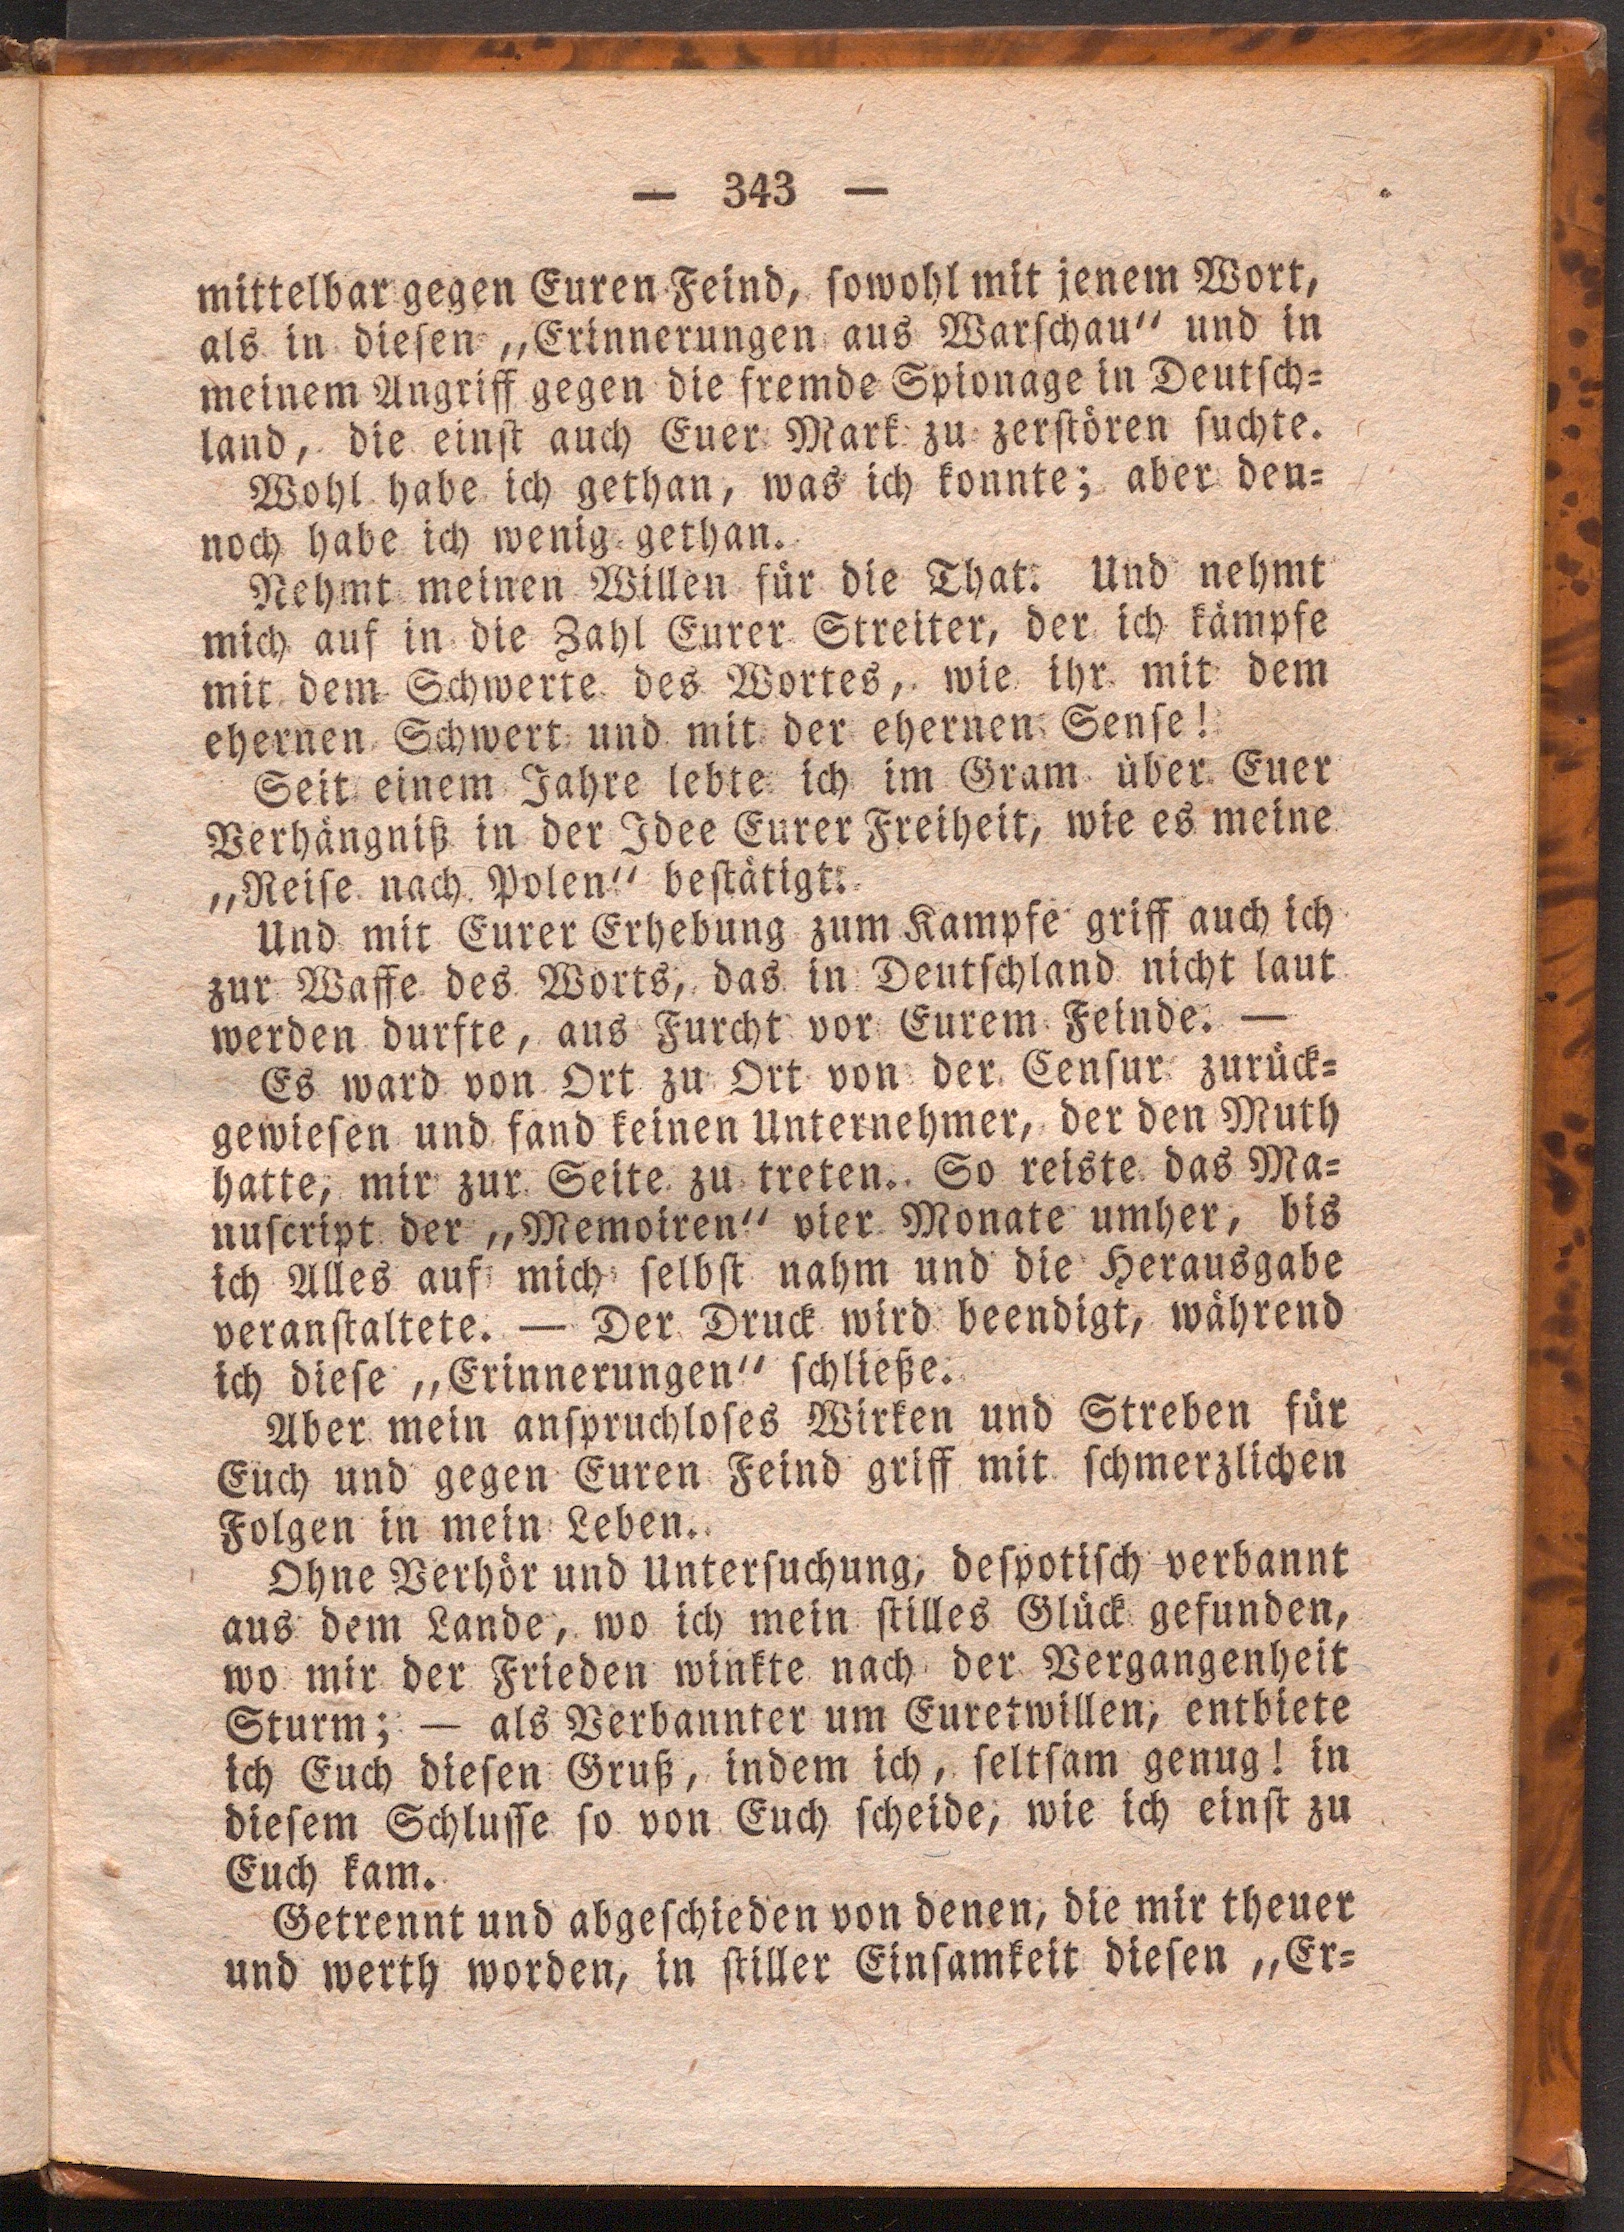 — 343 —
mittelbar gegen Euren Feind, ſowohl mit jenem Wort,
als in dieſen „Erinnerungen aus Warſchau“ und in
meinem Angriff gegen die fremde Spionage in Deutſch=
land, die einſt auch Euer Mark zu zerſtören ſuchte.
Wohl habe ich gethan, was ich konnte; aber den=
noch habe ich wenig gethan.
Nehmt meinen Willen für die That. Und nehmt
mich auf in die Zahl Eurer Streiter, der ich kämpfe
mit dem Schwerte des Wortes, wie ihr mit dem
ehernen Schwert und mit der ehernen Senſe!
Seit einem Jahre lebte ich im Gram über Euer
Verhängniß in der Idee Eurer Freiheit, wie es meine
„Reiſe nach Polen“ beſtätigt.
Und mit Eurer Erhebung zum Kampfe griff auch ich
zur Waffe des Worts, das in Deutſchland nicht laut
werden durfte, aus Furcht vor Eurem Feinde. —
Es ward von Ort zu Ort von der Cenſur zurück=
gewieſen und fand keinen Unternehmer, der den Muth
hatte, mir zur Seite zu treten. So reiste das Ma=
nuſcript der „Memoiren“ vier Monate umher, bis
ich Alles auf mich ſelbſt nahm und die Herausgabe
veranſtaltete. — Der Druck wird beendigt, während
ich dieſe „Erinnerungen“ ſchließe.
Aber mein anſpruchloſes Wirken und Streben für
Euch und gegen Euren Feind griff mit ſchmerzlichen
Folgen in mein Leben.
Ohne Verhör und Unterſuchung, deſpotiſch verbannt
aus dem Lande, wo ich mein ſtilles Glück gefunden,
wo mir der Frieden winkte nach der Vergangenheit
Sturm; — als Verbannter um Euretwillen, entbiete
ich Euch dieſen Gruß, indem ich, ſeltſam genug! in
dieſem Schluſſe ſo von Euch ſcheide, wie ich einſt zu
Euch kam.
Getrennt und abgeſchieden von denen, die mir theuer
und werth worden, in ſtiller Einſamkeit dieſen „Er=